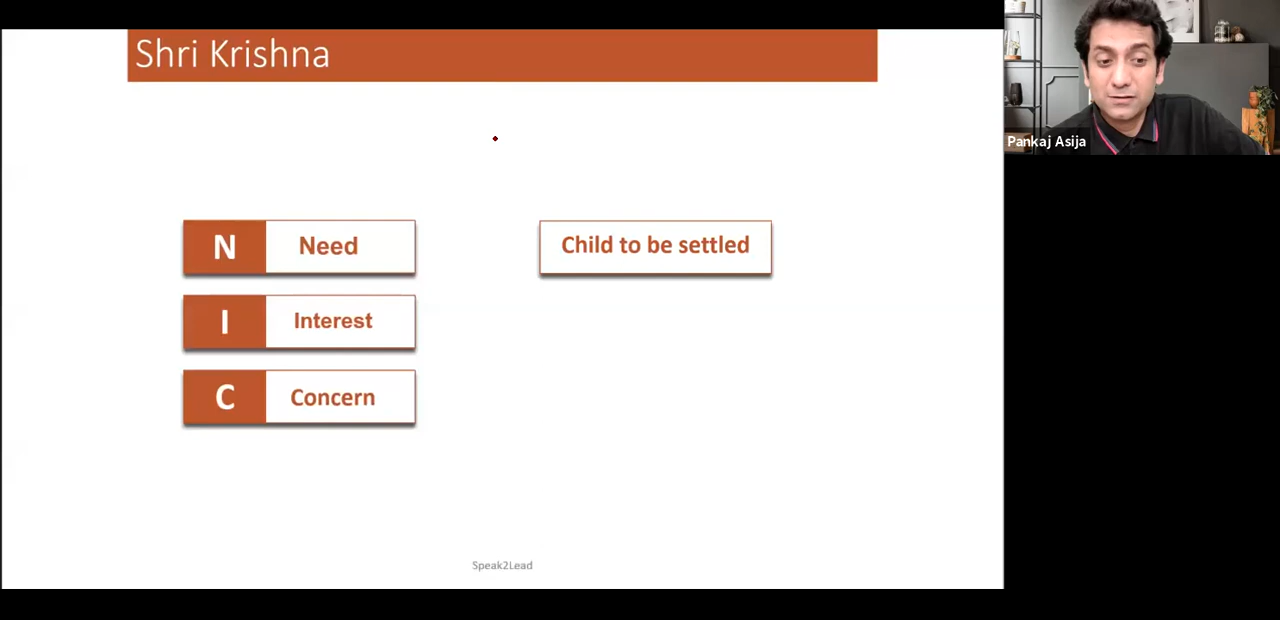 Shri Krishna
Pankaj Asija
N Need
Child to be settled
I Interest
C Concern
Speak2Lead